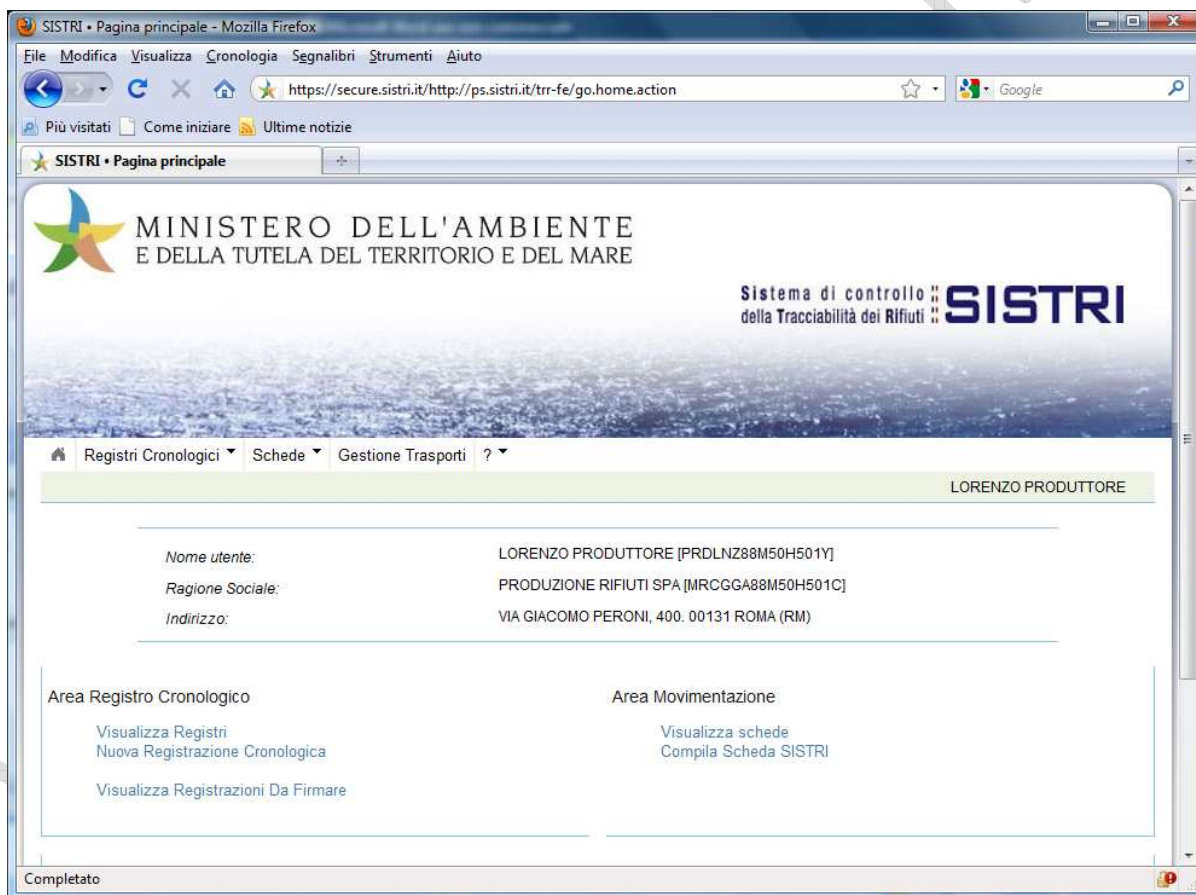 SISTRI • Pagina principale - Mozilla Firefox
File Modifica Visualizza Cronologia Segnalibri Strumenti Aiuto
https://secure.sistri.it/http://ps.sistri.it/trr-fe/go.home.action
Google
Più visitati Come iniziare Ultime notizie
SISTRI • Pagina principale
MINISTERO DELL'AMBIENTE
E DELLA TUTELA DEL TERRITORIO E DEL MARE
Sistema di controllo
della Tracciabilità dei Rifiuti
SISTRI
Registri Cronologici Schede Gestione Trasporti ?
LORENZO PRODUTTORE
Nome utente: LORENZO PRODUTTORE [PRDLNZ88M50H501Y]
Ragione Sociale: PRODUZIONE RIFIUTI SPA [MRCGGA88M50H501C]
Indirizzo: VIA GIACOMO PERONI, 400. 00131 ROMA (RM)
Area Registro Cronologico
Visualizza Registri
Nuova Registrazione Cronologica
Visualizza Registrazioni Da Firmare
Area Movimentazione
Visualizza schede
Compila Scheda SISTRI
Completato